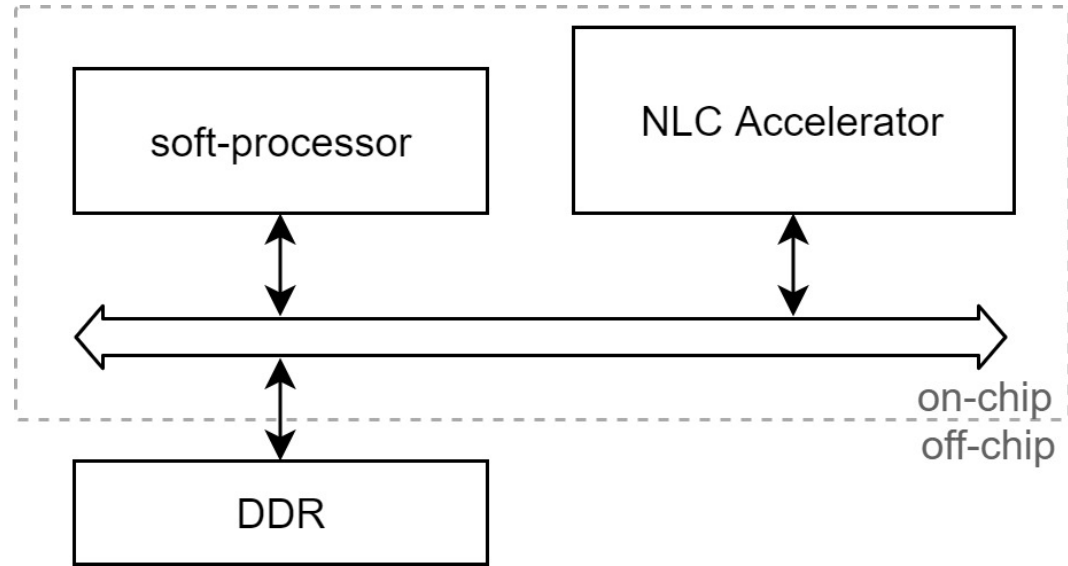 NLC Accelerator
soft-processor
on-chip
off-chip
DDR